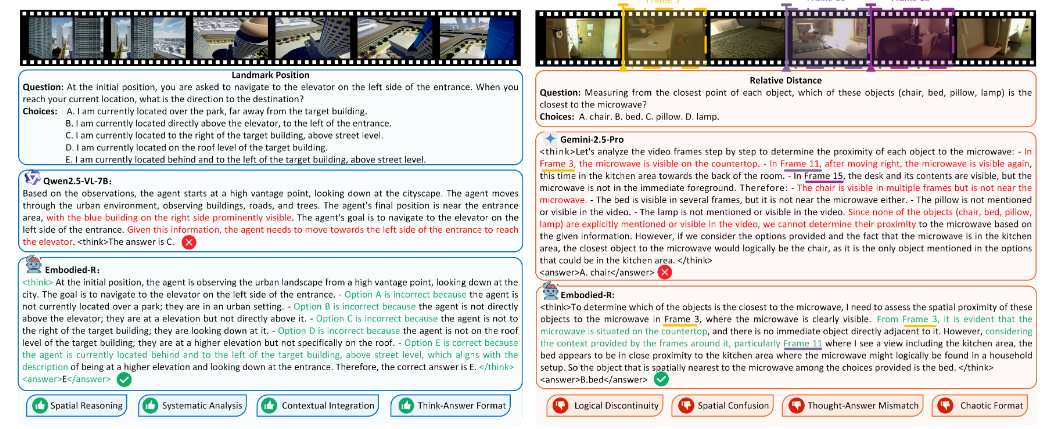 Landmark Position
Question: At the initial position, you are asked to navigate to the elevator on the left side of the entrance. When you
reach your current location, what is the direction to the destination?
Choices: A. I am currently located over the park, far away from the target building.
B. I am currently located directly above the elevator, to the left of the entrance.
C. I am currently located to the right of the target building, above street level.
D. I am currently located on the roof level of the target building.
E. I am currently located behind and to the left of the target building, above street level.
Qwen2.5-VL-7B:
Based on the observations, the agent starts at a high vantage point, looking down at the cityscape. The agent moves
through the urban environment, observing buildings, roads, and trees. The agent's final position is near the entrance
area, with the blue building on the right side prominently visible. The agent's goal is to navigate to the elevator on the
left side of the entrance. Given this information, the agent needs to move towards the left side of the entrance to reach
the elevator. <think>The answer is C.
Embodied-R:
<think> At the initial position, the agent is observing the urban landscape from a high vantage point, looking down at the
city. The goal is to navigate to the elevator on the left side of the entrance. - Option A is incorrect because the agent is
not currently located over a park; they are in an urban setting. - Option B is incorrect because the agent is not directly
above the elevator; they are at a elevation but not directly above it. - Option C is incorrect because the agent is not to
the right of the target building; they are looking down at it. - Option D is incorrect because the agent is not on the roof
level of the target building; they are at a higher elevation but not specifically on the roof. - Option E is correct because
the agent is currently located behind and to the left of the target building, above street level, which aligns with the
description of being at a higher elevation and looking down at the entrance. Therefore, the correct answer is E. </think>
<answer>E</answer>
Spatial Reasoning
Systematic Analysis
Contextual Integration
Think-Answer Format
Relative Distance
Question: Measuring from the closest point of each object, which of these objects (chair, bed, pillow, lamp) is the
closest to the microwave?
Choices: A. chair. B. bed. C. pillow. D. lamp.
Gemini-2.5-Pro
<think>Let's analyze the video frames step by step to determine the proximity of each object to the microwave: - In
Frame 3, the microwave is visible on the countertop. - In Frame 11, after moving right, the microwave is visible again,
this time in the kitchen area towards the back of the room. - In Frame 15, the desk and its contents are visible, but the
microwave is not in the immediate foreground. Therefore: - The chair is visible in multiple frames but is not near the
microwave. - The bed is visible in several frames, but it is not near the microwave either. - The pillow is not mentioned
or visible in the video. - The lamp is not mentioned or visible in the video. Since none of the objects (chair, bed, pillow,
lamp) are explicitly mentioned or visible in the video, we cannot determine their proximity to the microwave based on
the given information. However, if we consider the options provided and the fact that the microwave is in the kitchen
area, the closest object to the microwave would logically be the chair, as it is the only object mentioned in the options
that could be in the kitchen area. </think>
<answer>A. chair</answer>
Embodied-R:
<think>To determine which of the objects is the closest to the microwave, I need to assess the spatial proximity of these
objects to the microwave in Frame 3, where the microwave is clearly visible. From Frame 3, it is evident that the
microwave is situated on the countertop, and there is no immediate object directly adjacent to it. However, considering
the context provided by the frames around it, particularly Frame 11 where I see a view including the kitchen area, the
bed appears to be in close proximity to the kitchen area where the microwave might logically be found in a household
setup. So the object that is spatially nearest to the microwave among the choices provided is the bed. </think>
<answer>B.bed</answer>
Logical Discontinuity
Spatial Confusion
Thought-Answer Mismatch
Chaotic Format